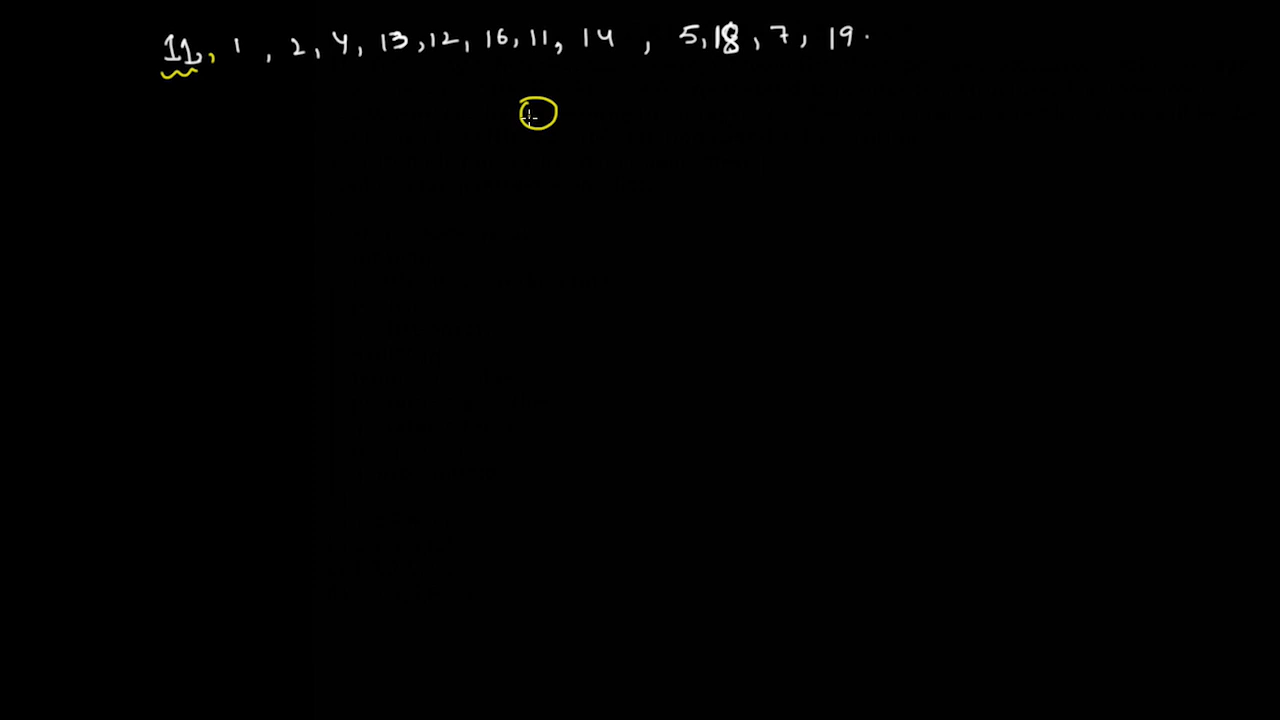 11, 1, 2, 4, 13, 12, 16, 11, 14, 5, 18, 7, 19.